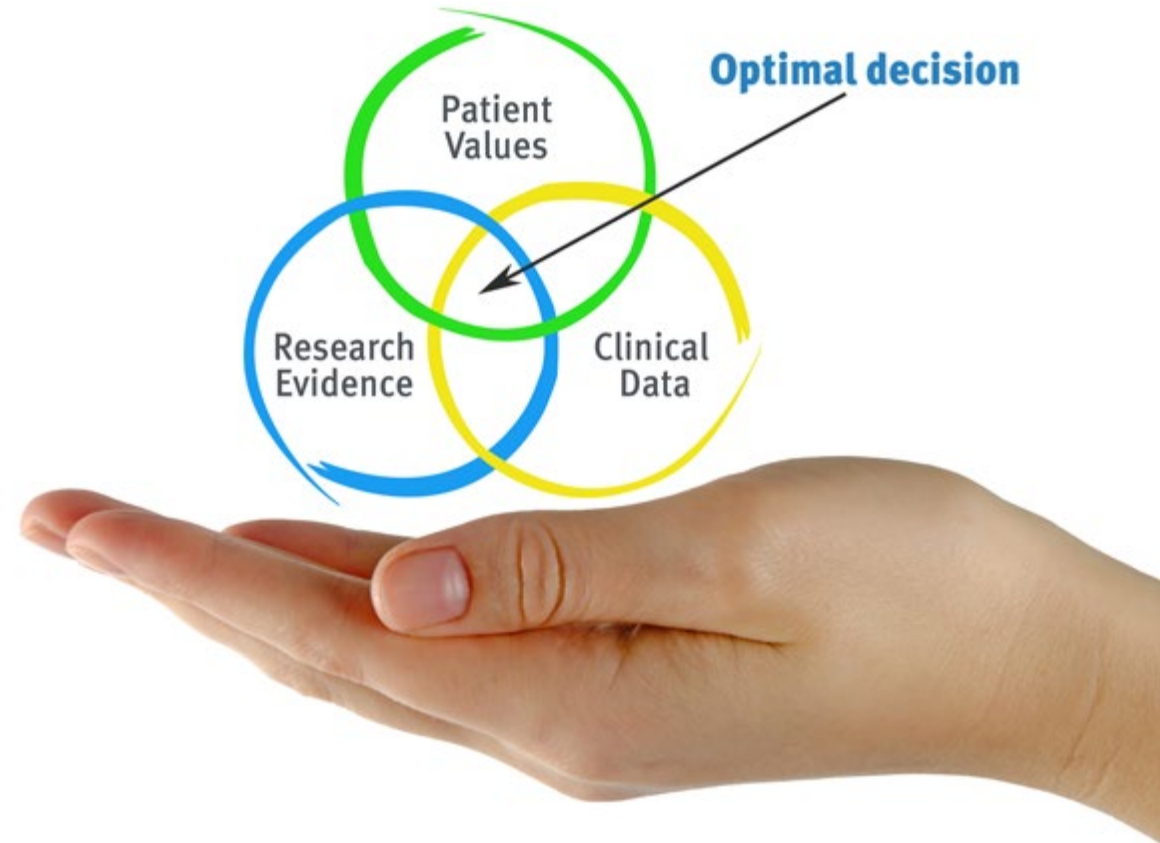 Optimal decision
Patient
Values
Research
Evidence
Clinical
Data